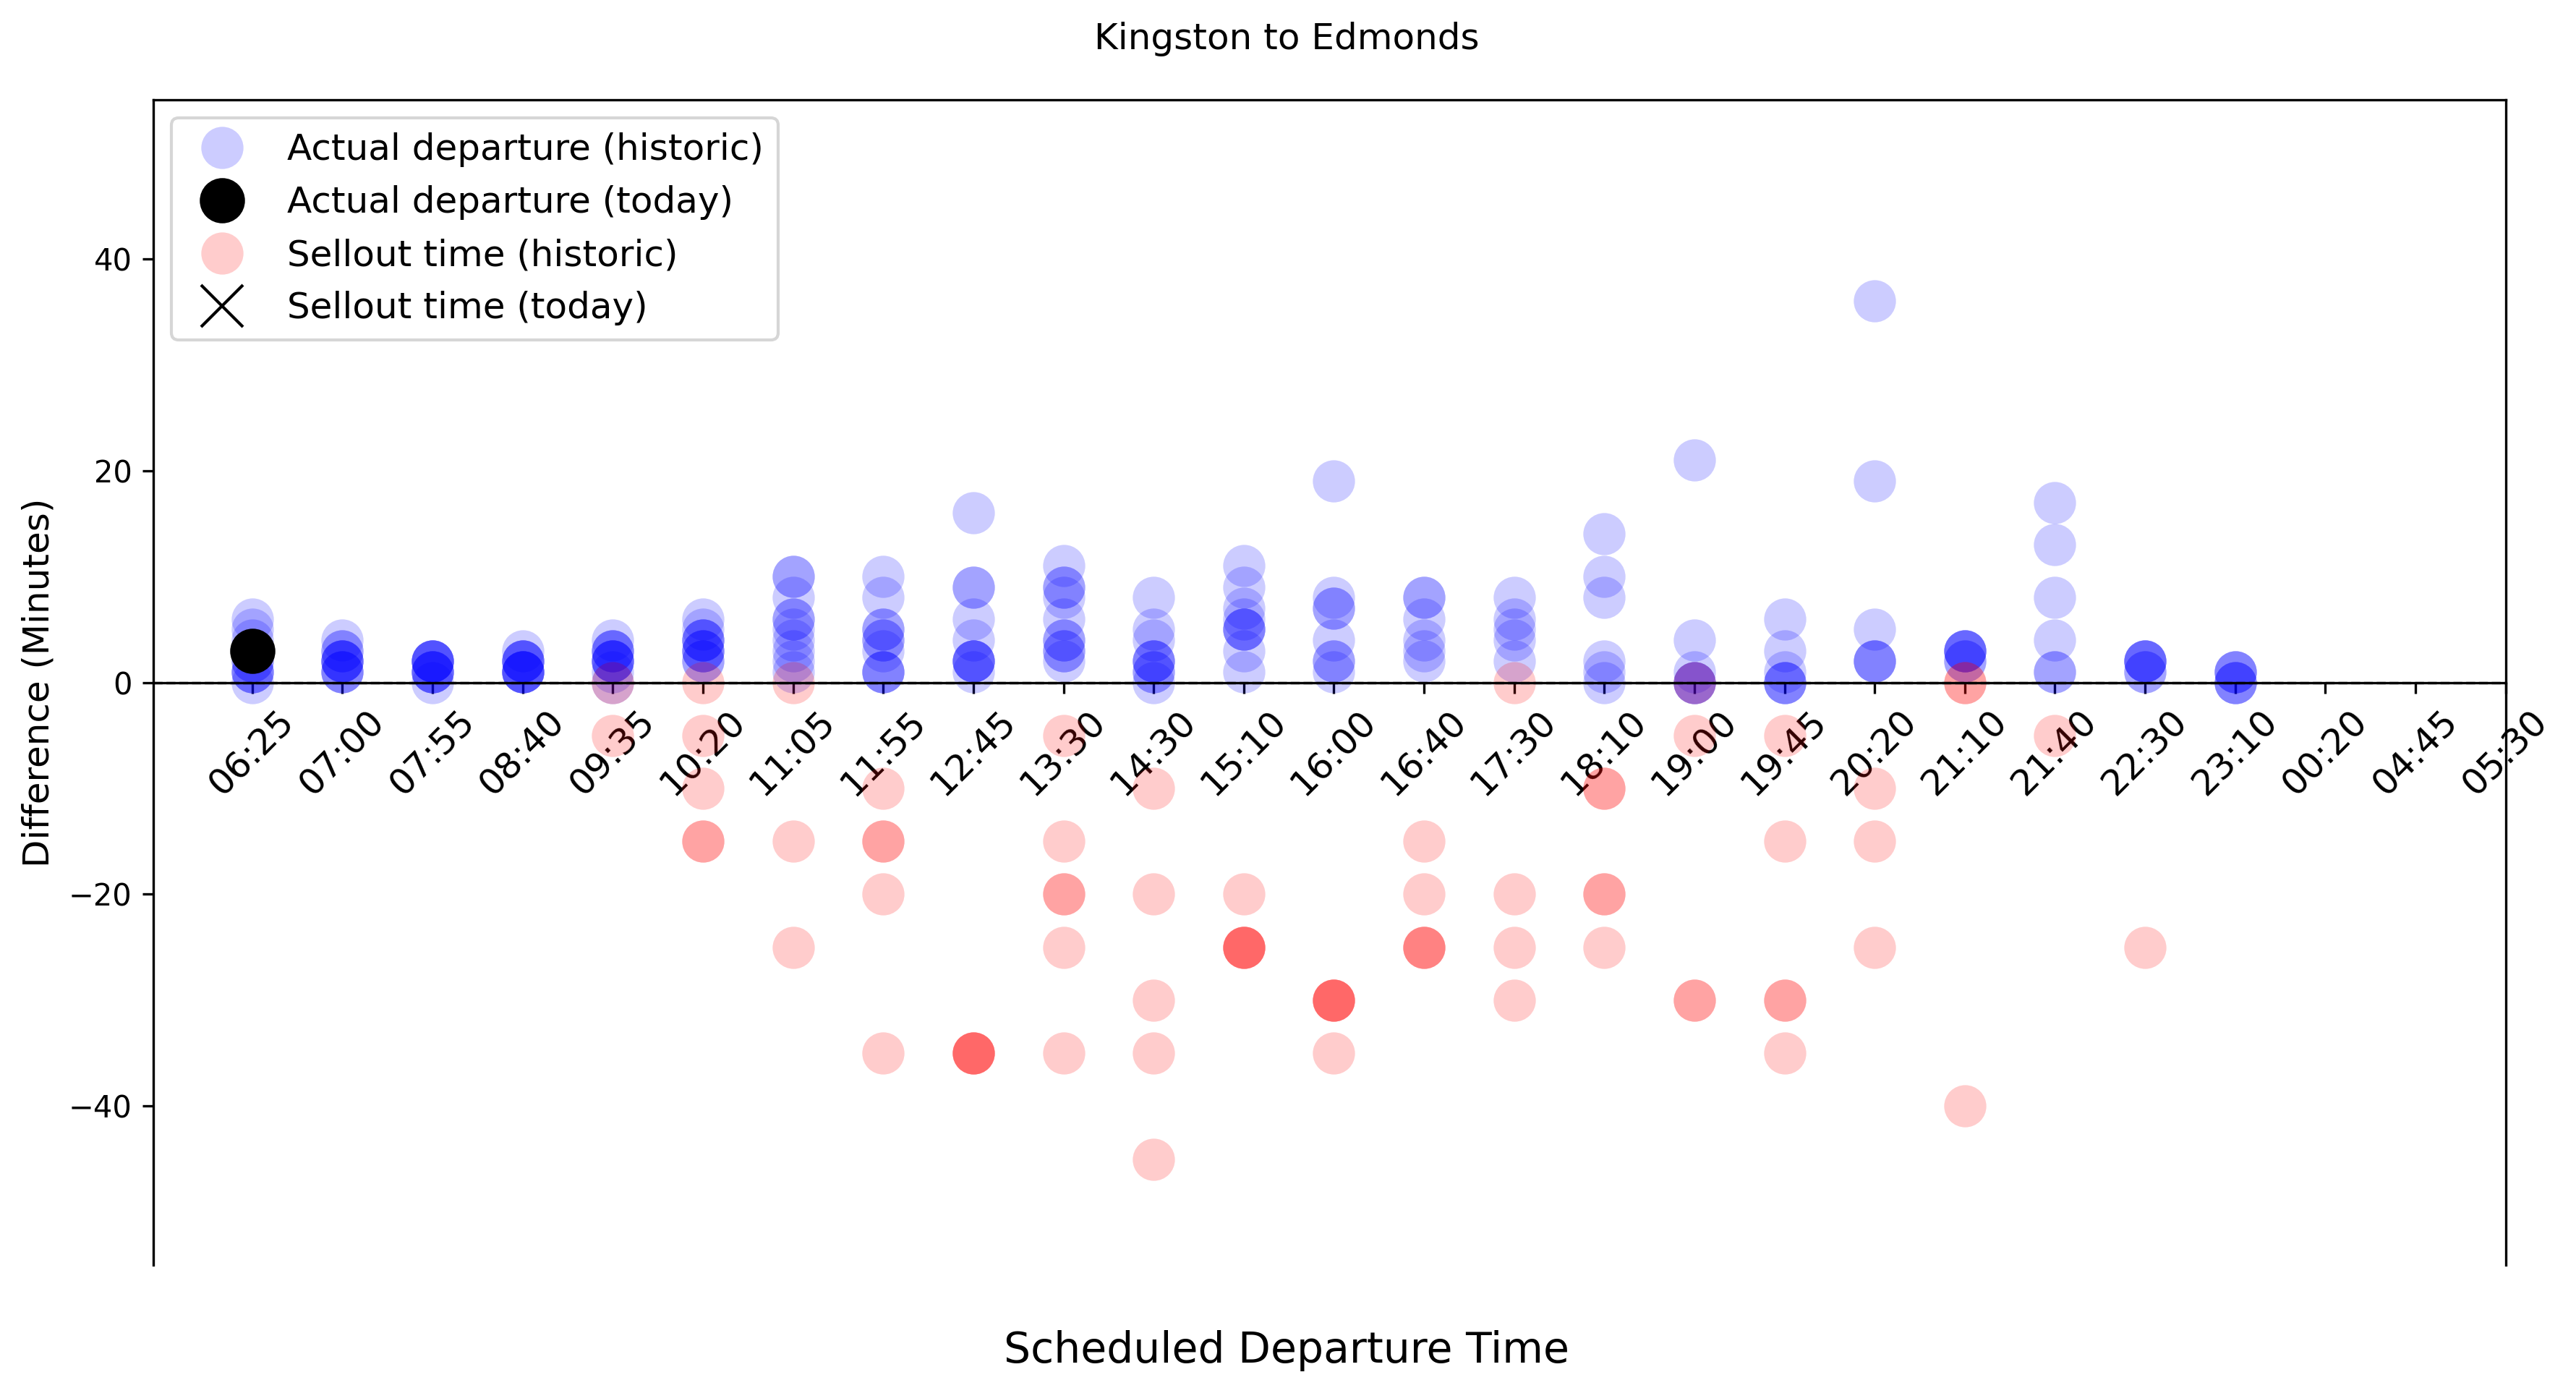 Kingston to Edmonds
Actual departure (historic)
Actual departure (today)
Sellout time (historic)
Sellout time (today)
Difference (Minutes)
40
20
0
−20
−40
06:25 07:00 07:55 08:40 09:35 10:20 11:05 11:55 12:45 13:30 14:30 15:10 16:00 16:40 17:30 18:10 19:00 19:45 20:20 21:10 21:40 22:30 23:10 00:20 04:45 05:30
Scheduled Departure Time